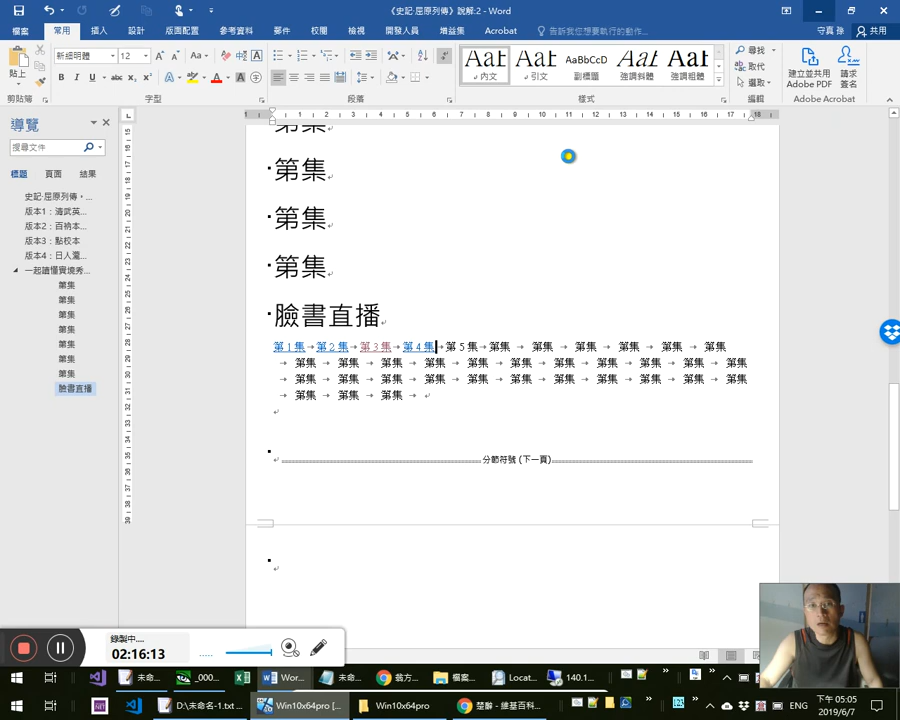 《史記‧屈原列傳》說解:2 - Word
檔案 常用 插入 設計 版面配置 參考資料 郵件 校閱 檢視 開發人員 增益集 Acrobat 告訴我您想要執行的動作... 守真 孫 共用
新細明體 12
貼上
剪貼簿 字型 段落 樣式 編輯 Adobe Acrobat
內文 引文 副標題 強調斜體 強調粗體
AaBbCcD
尋找
取代
選取
建立並共用 Adobe PDF
請求 簽名
導覽
搜尋文件
標題 頁面 結果
史記‧屈原列傳，...
版本1：瀧武英...
版本2：百衲本...
版本3：點校本
版本4：日人瀧...
一起讀懂實境秀...
第集
第集
第集
第集
第集
第集
第集
臉書直播
第集
第集
第集
第集
臉書直播
第 1 集→第 2 集→第 3 集→第 4 集→第 5 集→第集 → 第集 → 第集 → 第集 → 第集 → 第集
→ 第集 → 第集 → 第集 → 第集 → 第集 → 第集 → 第集 → 第集 → 第集 → 第集 → 第集
→ 第集 → 第集 → 第集 → 第集 → 第集 → 第集 → 第集 → 第集 → 第集 → 第集 → 第集
→ 第集 → 第集 → 第集 →
分節符號 (下一頁)
錄製中....
02:16:13
未命... _000... Wor... 未命... 翁方... 檔案... Locat... 140.1...
D:\未命名-1.txt ... Win10x64pro [... Win10x64pro 楚辭 - 維基百科...
ENG
下午 05:05
2019/6/7